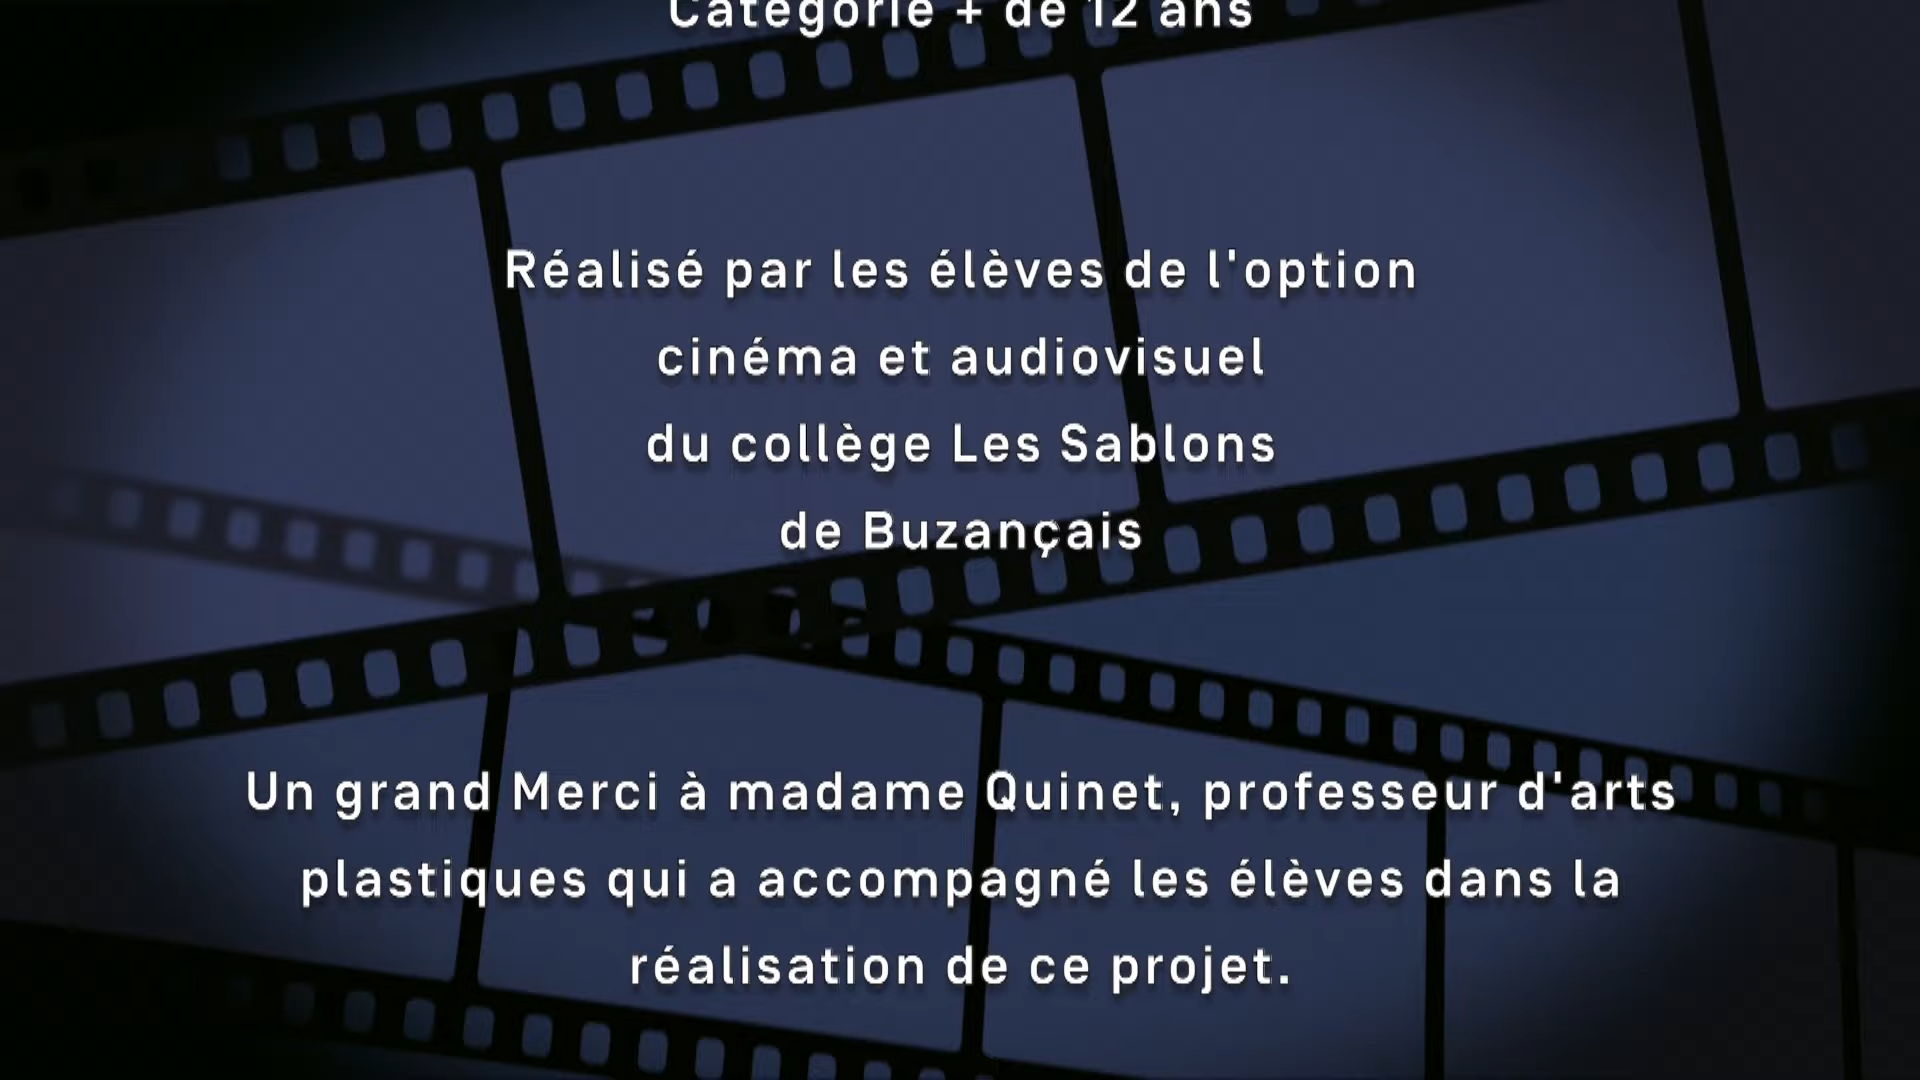 Catégorie + de 12 ans
Réalisé par les élèves de l'option
cinéma et audiovisuel
du collège Les Sablons
de Buzançais
Un grand Merci à madame Quinet, professeur d'arts
plastiques qui a accompagné les élèves dans la
réalisation de ce projet.